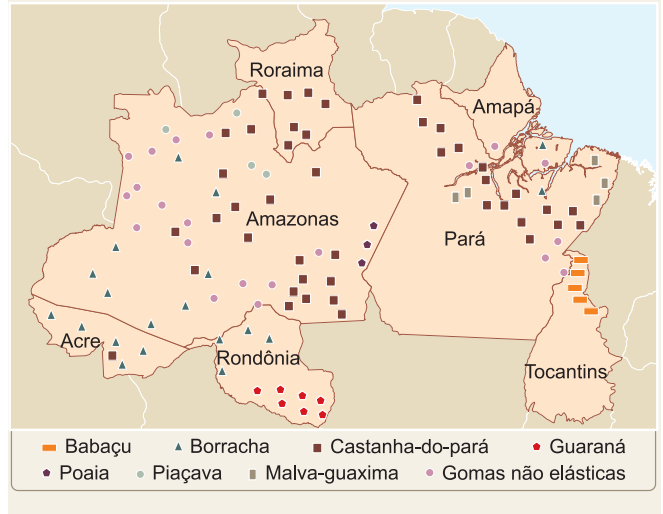 Roraima
Amapá
Amazonas
Pará
Acre
Rondônia
Tocantins
Babaçu Borracha Castanha-do-pará Guaraná
Poaia Piaçava Malva-guaxima Gomas não elásticas